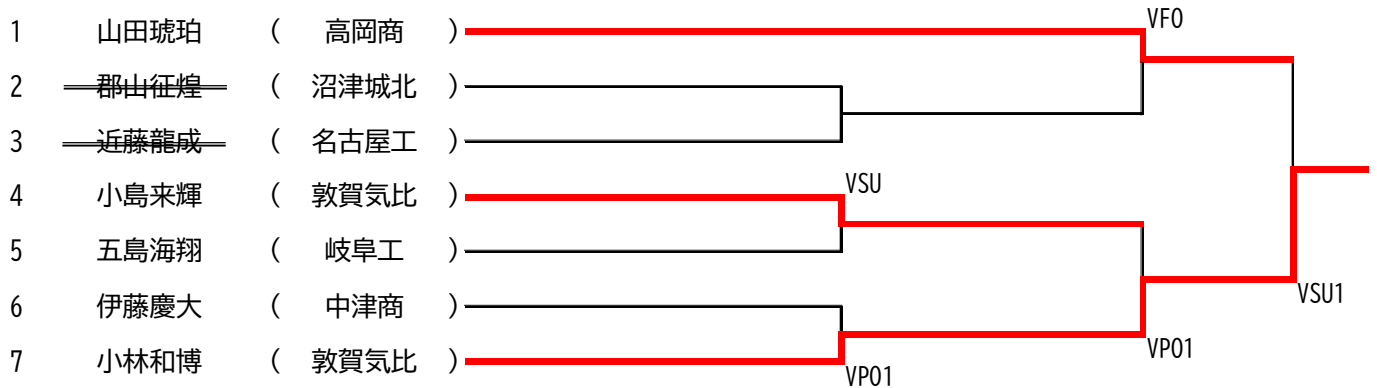 1 山田琥珀 ( 高岡商 ) VFO
2 郡山征煌 ( 沼津城北 )
3 近藤龍成 ( 名古屋工 )
4 小島来輝 ( 敦賀気比 ) VSU
5 五島海翔 ( 岐阜工 )
6 伊藤慶大 ( 中津商 ) VSU1
7 小林和博 ( 敦賀気比 ) VPO1
VPO1